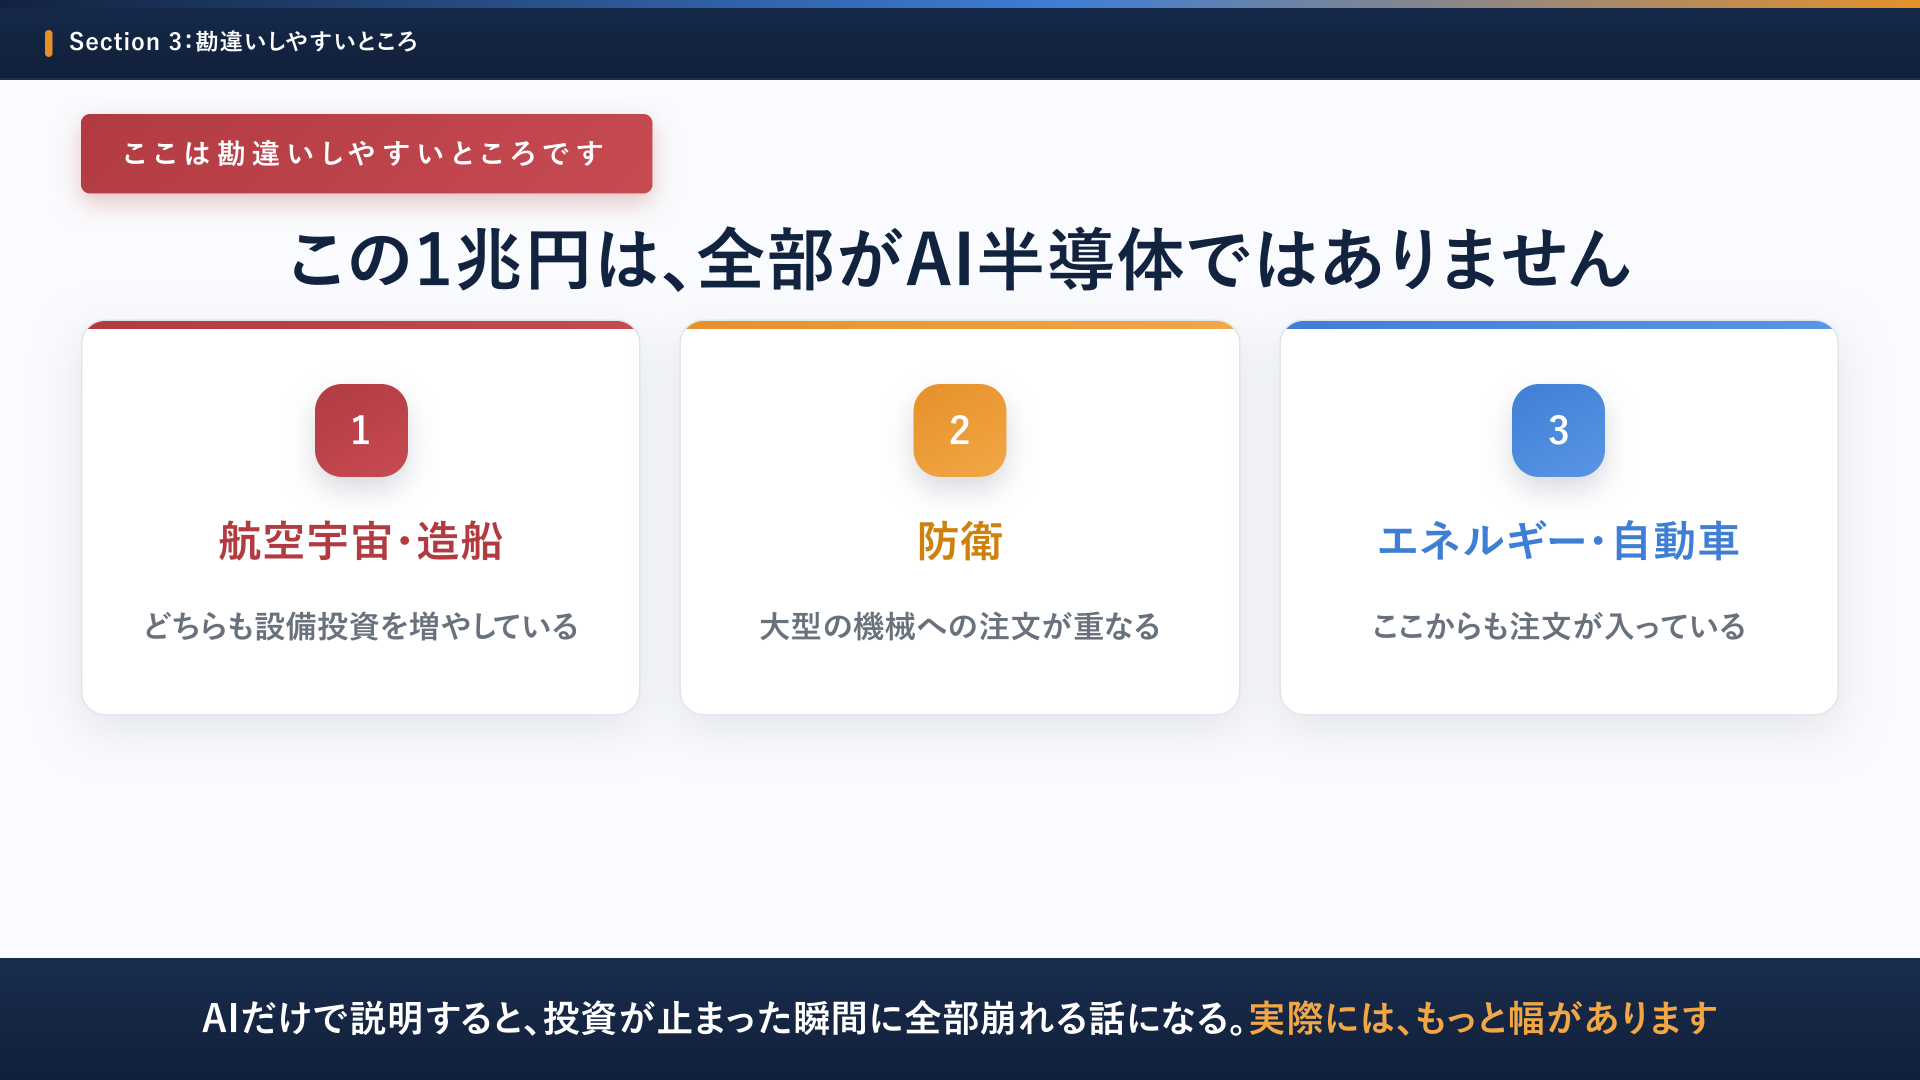 Section 3：勘違いしやすいところ
ここは勘違いしやすいところです
この1兆円は、全部がAI半導体ではありません
1
航空宇宙・造船
どちらも設備投資を増やしている
2
防衛
大型の機械への注文が重なる
3
エネルギー・自動車
ここからも注文が入っている
AIだけで説明すると、投資が止まった瞬間に全部崩れる話になる。実際には、もっと幅があります